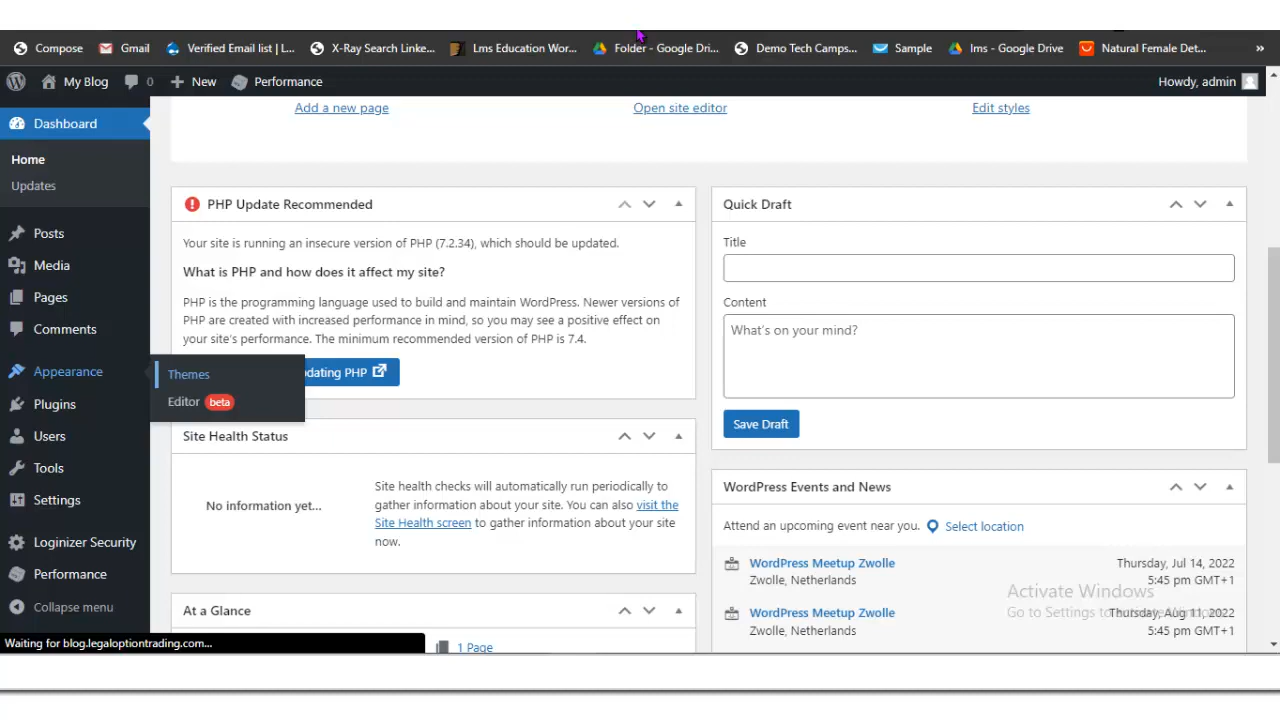 Compose Gmail Verified Email list | L... X-Ray Search Linke... Lms Education Wor... Folder - Google Dri... Demo Tech Camps... Sample lms - Google Drive Natural Female Det... »
My Blog 0 New Performance Howdy, admin
Dashboard
Home
Updates
Posts
Media
Pages
Comments
Appearance
Themes
Editor beta
Plugins
Users
Tools
Settings
Loginizer Security
Performance
Collapse menu
Waiting for blog.legaloptiontrading.com...
Add a new page Open site editor Edit styles
PHP Update Recommended
Your site is running an insecure version of PHP (7.2.34), which should be updated.
What is PHP and how does it affect my site?
PHP is the programming language used to build and maintain WordPress. Newer versions of
PHP are created with increased performance in mind, so you may see a positive effect on
your site's performance. The minimum recommended version of PHP is 7.4.
dating PHP
Site Health Status
No information yet...
Site health checks will automatically run periodically to
gather information about your site. You can also visit the
Site Health screen to gather information about your site
now.
At a Glance
1 Page
Quick Draft
Title
Content
What's on your mind?
Save Draft
WordPress Events and News
Attend an upcoming event near you. Select location
WordPress Meetup Zwolle Thursday, Jul 14, 2022
Zwolle, Netherlands 5:45 pm GMT+1
WordPress Meetup Zwolle Thursday, Aug 11, 2022
Zwolle, Netherlands 5:45 pm GMT+1
Activate Windows
Go to Settings to